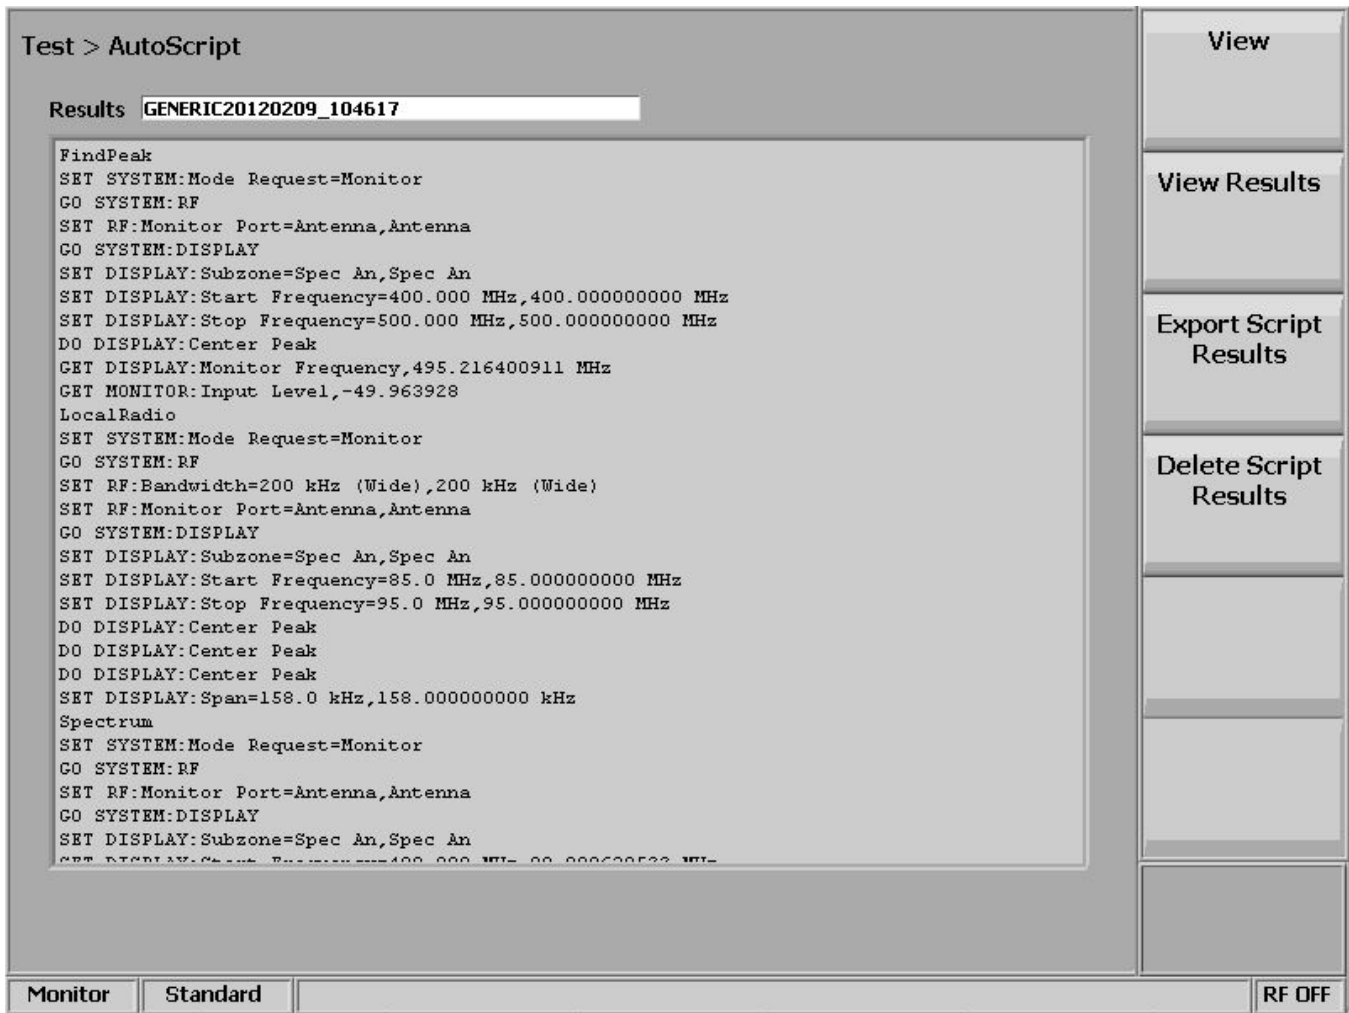 Test > AutoScript
Results GENERIC20120209_104617
FindPeak
SET SYSTEM:Mode Request=Monitor
GO SYSTEM:RF
SET RF:Monitor Port=Antenna,Antenna
GO SYSTEM:DISPLAY
SET DISPLAY:Subzone=Spec An,Spec An
SET DISPLAY:Start Frequency=400.000 MHz,400.000000000 MHz
SET DISPLAY:Stop Frequency=500.000 MHz,500.000000000 MHz
DO DISPLAY:Center Peak
GET DISPLAY:Monitor Frequency,495.216400911 MHz
GET MONITOR:Input Level,-49.963928
LocalRadio
SET SYSTEM:Mode Request=Monitor
GO SYSTEM:RF
SET RF:Bandwidth=200 kHz (Wide),200 kHz (Wide)
SET RF:Monitor Port=Antenna,Antenna
GO SYSTEM:DISPLAY
SET DISPLAY:Subzone=Spec An,Spec An
SET DISPLAY:Start Frequency=85.0 MHz,85.000000000 MHz
SET DISPLAY:Stop Frequency=95.0 MHz,95.000000000 MHz
DO DISPLAY:Center Peak
DO DISPLAY:Center Peak
DO DISPLAY:Center Peak
SET DISPLAY:Span=158.0 kHz,158.000000000 kHz
Spectrum
SET SYSTEM:Mode Request=Monitor
GO SYSTEM:RF
SET RF:Monitor Port=Antenna,Antenna
GO SYSTEM:DISPLAY
SET DISPLAY:Subzone=Spec An,Spec An
SET DISPLAY:Start
View
View Results
Export Script
Results
Delete Script
Results
Monitor
Standard
RF OFF